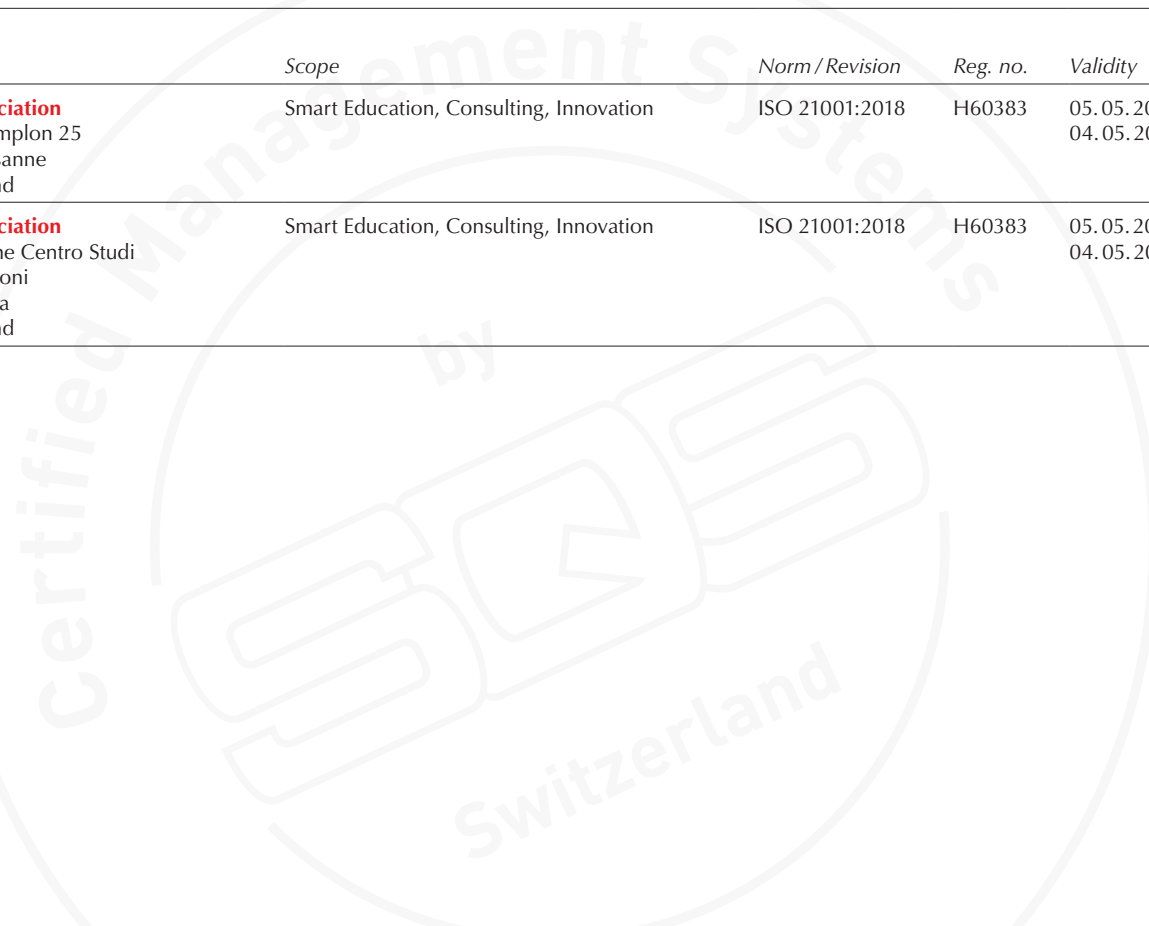 Scope Norm / Revision Reg. no. Validity
ciation Smart Education, Consulting, Innovation ISO 21001:2018 H60383 05. 05. 20
mplon 25 04. 05. 20
sanne
nd
ciation Smart Education, Consulting, Innovation ISO 21001:2018 H60383 05. 05. 20
ne Centro Studi 04. 05. 20
oni
a
nd
Certified Management Systems
by
SQS
Switzerland